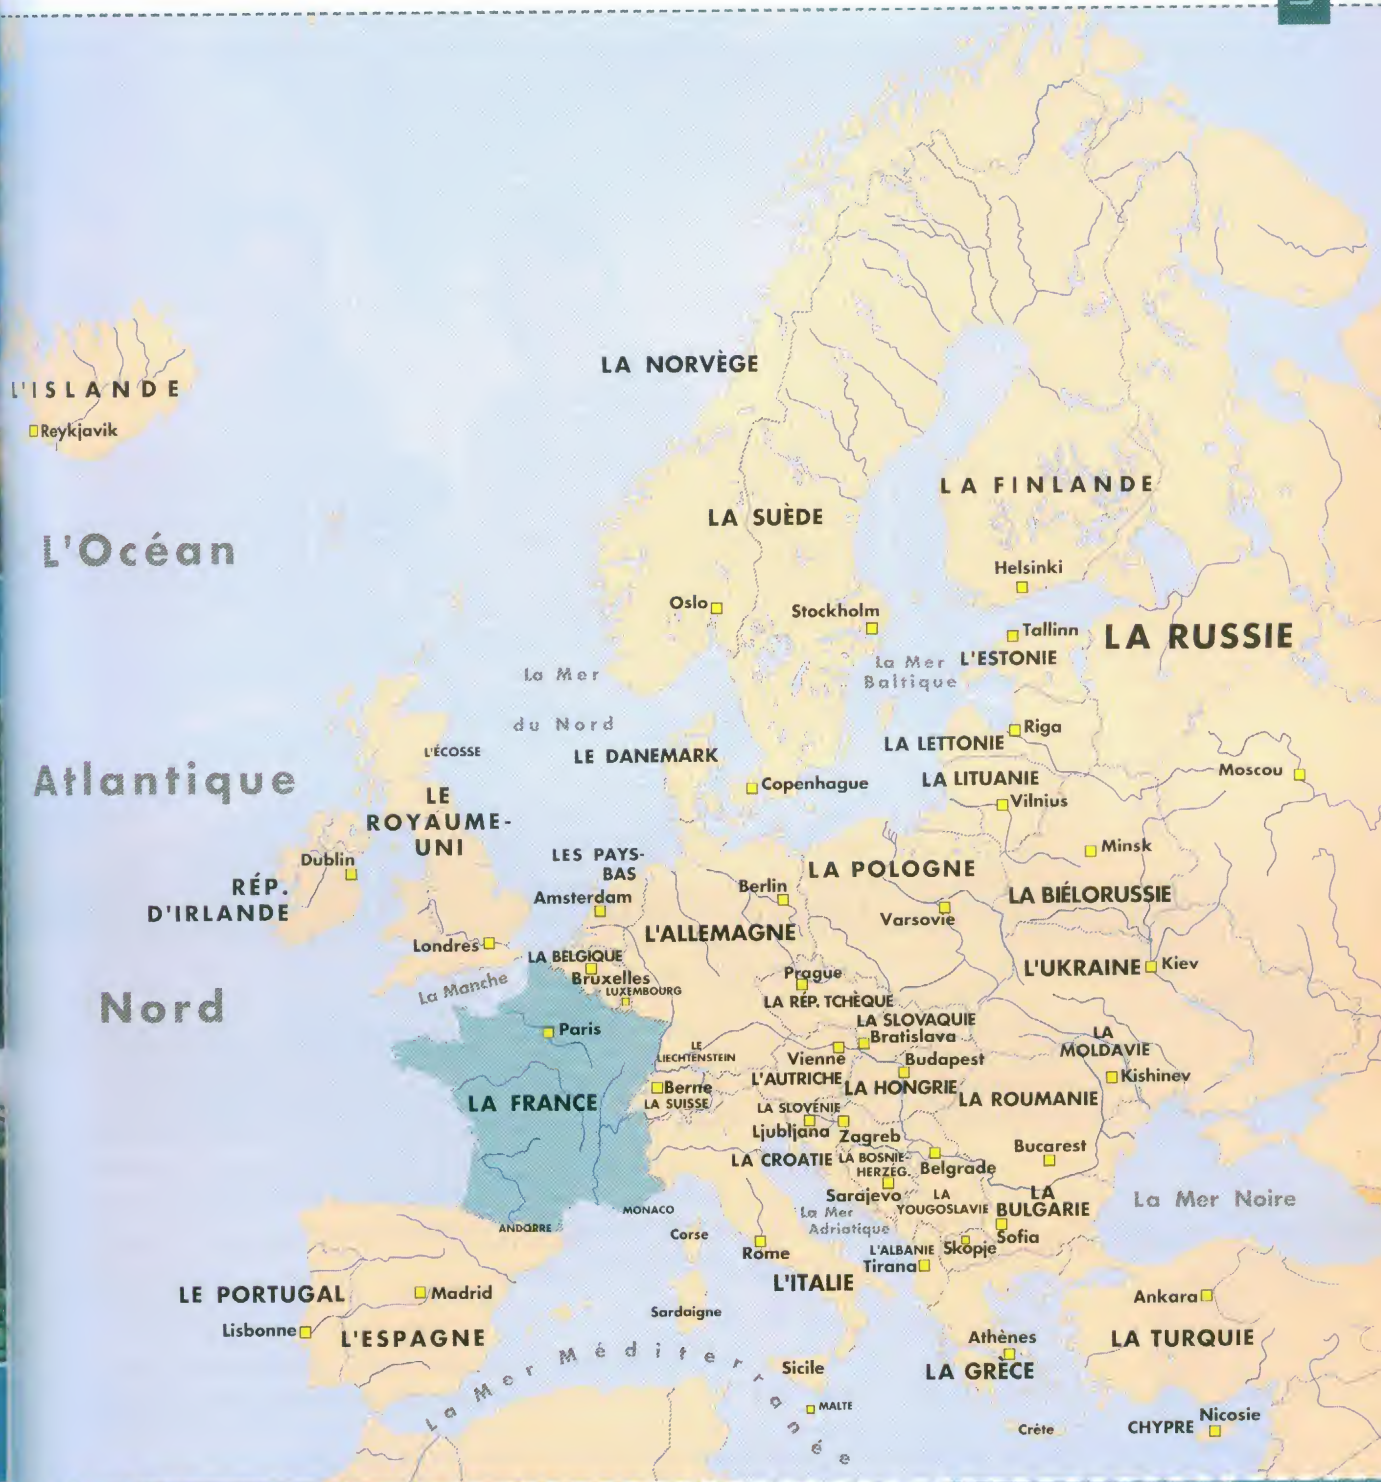 LA NORVÈGE
L'ISLANDE
Reykjavik
LA FINLANDE
LA SUÈDE
L'Océan
Helsinki
Oslo
Stockholm
Tallinn
LA RUSSIE
L'ESTONIE
La Mer
Baltique
La Mer
du Nord
Riga
LA LETTONIE
L'ÉCOSSE
LE DANEMARK
Moscou
Atlantique
LA LITUANIE
Copenhague
Vilnius
LE
ROYAUME-
UNI
Minsk
LES PAYS-
BAS
Dublin
LA POLOGNE
RÉP.
D'IRLANDE
Berlin
LA BIÉLORUSSIE
Amsterdam
Varsovie
L'ALLEMAGNE
Londres
LA BELGIQUE
Bruxelles
L'UKRAINE
Kiev
Prague
La Manche
LUXEMBOURG
LA RÉP. TCHÈQUE
Nord
LA SLOVAQUIE
Paris
Bratislava
LA
MOLDAVIE
LE
LIECHTENSTEIN
Vienne
Budapest
L'AUTRICHE
Kishinev
Berne
LA HONGRIE
LA FRANCE
LA SUISSE
LA ROUMANIE
LA SLOVÉNIE
Ljubljana
Zagreb
Bucarest
LA CROATIE
LA BOSNIE-
HERZÉG.
Belgrade
Sarajevo
LA
YOUGOSLAVIE
LA
BULGARIE
La Mer Noire
MONACO
La Mer
Adriatique
ANDORRE
Corse
Sofia
Rome
L'ALBANIE
Skopje
Tirana
L'ITALIE
LE PORTUGAL
Madrid
Ankara
Sardaigne
Lisbonne
L'ESPAGNE
Athènes
LA TURQUIE
La Mer Méditerranée
Sicile
LA GRÈCE
MALTE
Nicosie
CHYPRE
Crète